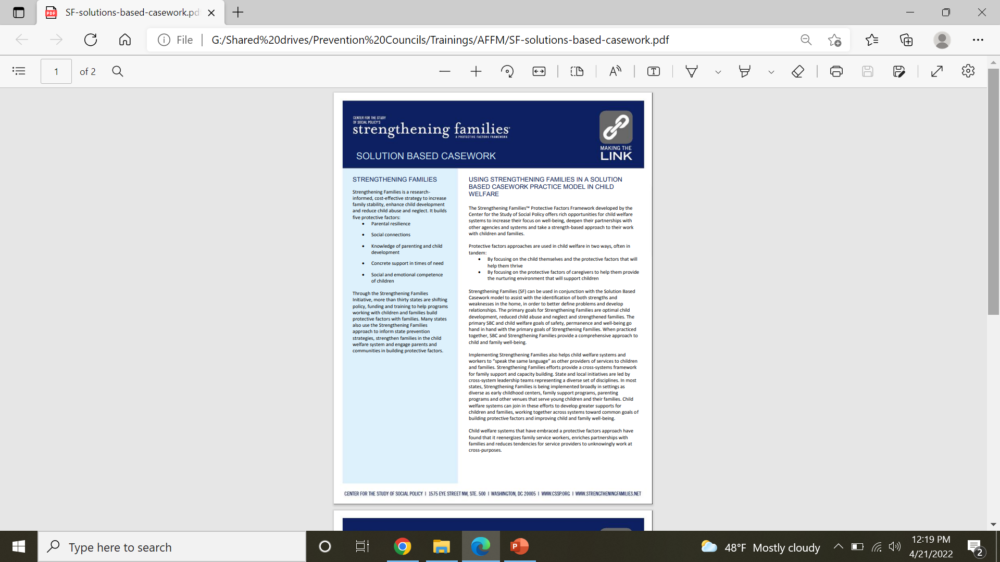 SF-solutions-based-casework.pd
File
G:/Shared%20drives/Prevention%20Councils/Trainings/AFFM/SF-solutions-based-casework.pdf
1
of 2
CENTER FOR THE STUDY
OF SOCIAL POLICY'S
strengthening families
A PROTECTIVE FACTORS FRAMEWORK
SOLUTION BASED CASEWORK
MAKING THE
LINK
STRENGTHENING FAMILIES
Strengthening Families is a research-
informed, cost-effective strategy to increase
family stability, enhance child development
and reduce child abuse and neglect. It builds
five protective factors:
• Parental resilience
• Social connections
• Knowledge of parenting and child
development
• Concrete support in times of need
• Social and emotional competence
of children
Through the Strengthening Families
Initiative, more than thirty states are shifting
policy, funding and training to help programs
working with children and families build
protective factors with families. Many states
also use the Strengthening Families
approach to inform state prevention
strategies, strengthen families in the child
welfare system and engage parents and
communities in building protective factors.
USING STRENGTHENING FAMILIES IN A SOLUTION
BASED CASEWORK PRACTICE MODEL IN CHILD
WELFARE
The Strengthening Families™ Protective Factors Framework developed by the
Center for the Study of Social Policy offers rich opportunities for child welfare
systems to increase their focus on well-being, deepen their partnerships with
other agencies and systems and take a strength-based approach to their work
with children and families.
Protective factors approaches are used in child welfare in two ways, often in
tandem:
• By focusing on the child themselves and the protective factors that will
help them thrive
• By focusing on the protective factors of caregivers to help them provide
the nurturing environment that will support children
Strengthening Families (SF) can be used in conjunction with the Solution Based
Casework model to assist with the identification of both strengths and
weaknesses in the home, in order to better define problems and develop
relationships. The primary goals for Strengthening Families are optimal child
development, reduced child abuse and neglect and strengthened families. The
primary SBC and child welfare goals of safety, permanence and well-being go
hand in hand with the primary goals of Strengthening Families. When practiced
together, SBC and Strengthening Families provide a comprehensive approach to
child and family well-being.
Implementing Strengthening Families also helps child welfare systems and
workers to “speak the same language” as other providers of services to children
and families. Strengthening Families efforts provide a cross-systems framework
for family support and capacity building. State and local initiatives are led by
cross-system leadership teams representing a diverse set of disciplines. In most
states, Strengthening Families is being implemented broadly in settings as
diverse as early childhood centers, family support programs, parenting
programs and other venues that serve young children and their families. Child
welfare systems can join in these efforts to develop greater supports for
children and families, working together across systems toward common goals of
building protective factors and improving child and family well-being.
Child welfare systems that have embraced a protective factors approach have
found that it reenergizes family service workers, enriches partnerships with
families and reduces tendencies for service providers to unknowingly work at
cross-purposes.
CENTER FOR THE STUDY OF SOCIAL POLICY | 1575 EYE STREET NW, STE. 500 | WASHINGTON, DC 20005 | WWW.CSSP.ORG | WWW.STRENGTHENINGFAMILIES.NET
Type here to search
48°F Mostly cloudy
12:19 PM
4/21/2022
2